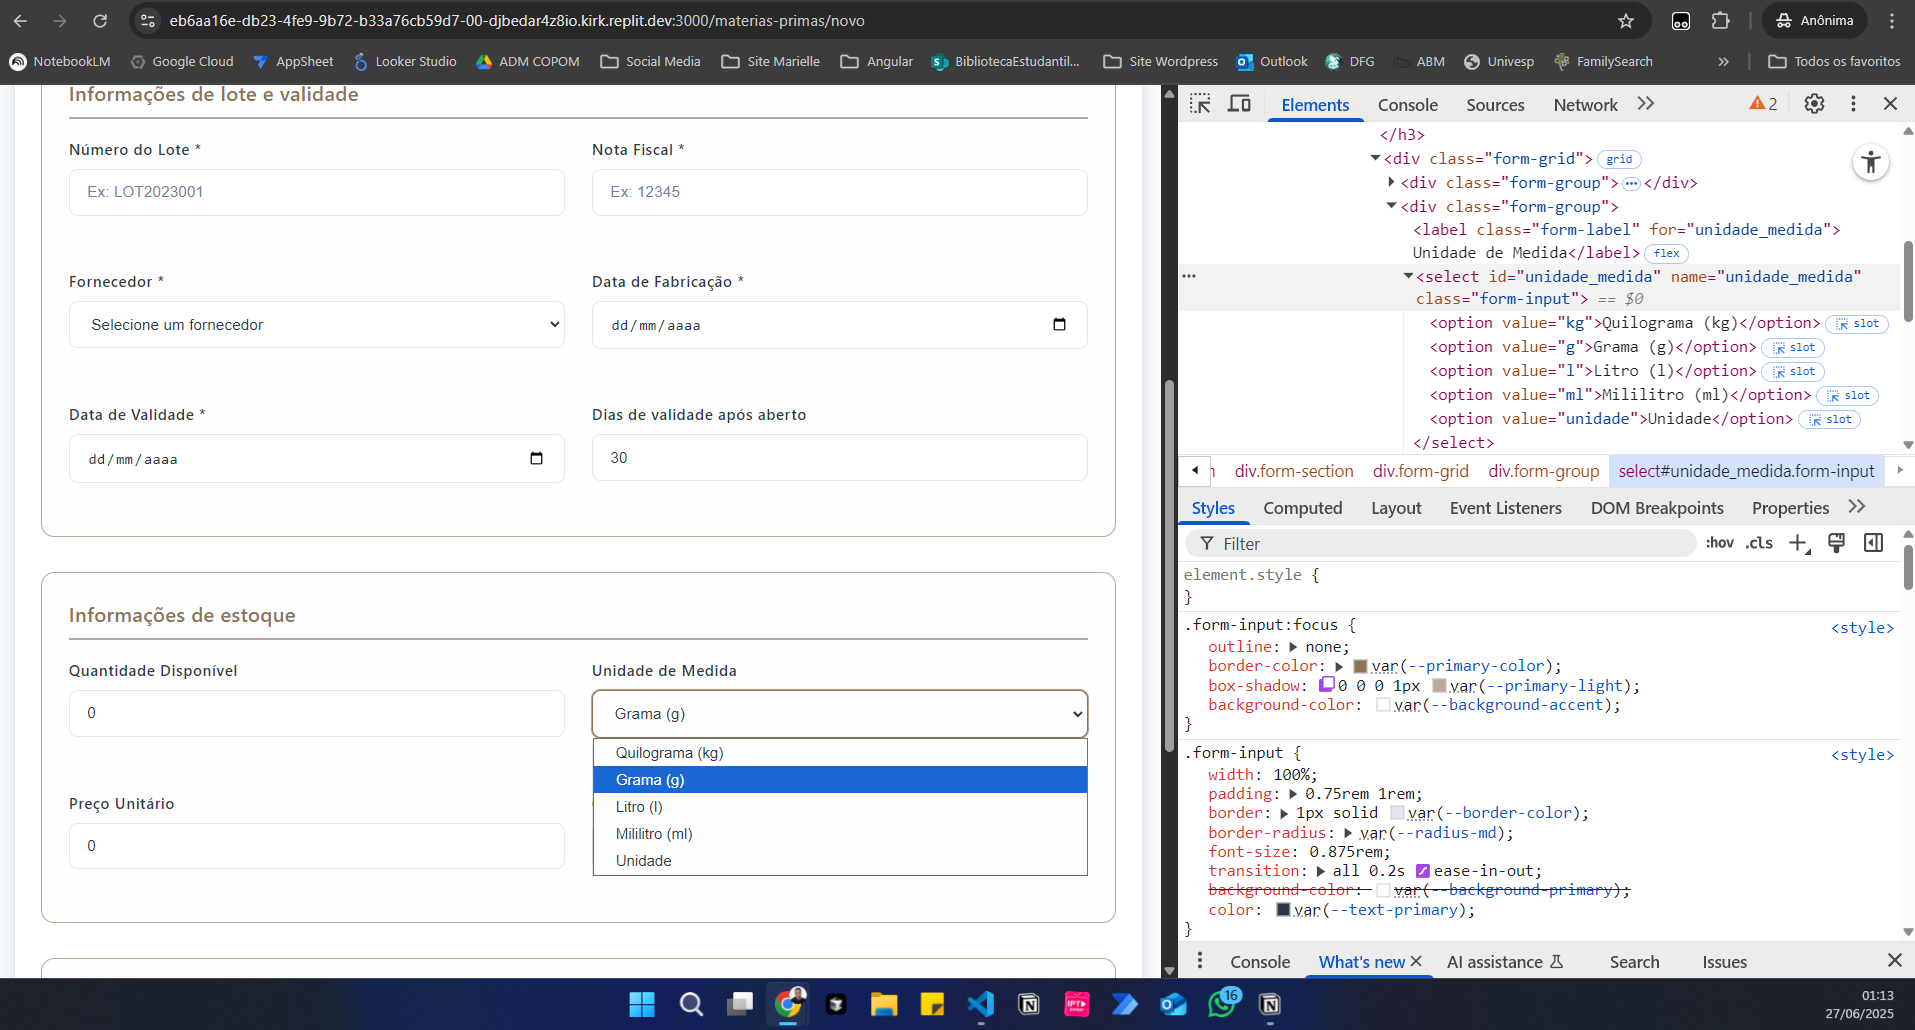 eb6aa16e-db23-4fe9-9b72-b33a76cb59d7-00-djbedar4z8io.kirk.replit.dev:3000/materias-primas/novo
Anônima
NotebookLM Google Cloud AppSheet Looker Studio ADM COPOM Social Media Site Marielle Angular BibliotecaEstudantil... Site Wordpress Outlook DFG ABM Univesp FamilySearch » Todos os favoritos
Informações de lote e validade
Número do Lote *
Nota Fiscal *
Ex: LOT2023001
Ex: 12345
Fornecedor *
Data de Fabricação *
Selecione um fornecedor
dd/mm/aaaa
Data de Validade *
Dias de validade após aberto
dd/mm/aaaa
30
Informações de estoque
Quantidade Disponível
Unidade de Medida
0
Grama (g)
Quilograma (kg)
Grama (g)
Litro (l)
Mililitro (ml)
Unidade
Preço Unitário
0
Elements Console Sources Network 2
</h3>
<div class="form-grid"> grid
<div class="form-group"> ••• </div>
<div class="form-group">
<label class="form-label" for="unidade_medida">
Unidade de Medida</label> flex
<select id="unidade_medida" name="unidade_medida"
class="form-input"> == $0
<option value="kg">Quilograma (kg)</option> slot
<option value="g">Grama (g)</option> slot
<option value="l">Litro (l)</option> slot
<option value="ml">Mililitro (ml)</option> slot
<option value="unidade">Unidade</option> slot
</select>
div.form-section div.form-grid div.form-group select#unidade_medida.form-input
Styles Computed Layout Event Listeners DOM Breakpoints Properties
Filter :hov .cls
element.style {
}
.form-input:focus { <style>
outline: none;
border-color: var(--primary-color);
box-shadow: 0 0 0 1px var(--primary-light);
background-color: var(--background-accent);
}
.form-input { <style>
width: 100%;
padding: 0.75rem 1rem;
border: 1px solid var(--border-color);
border-radius: var(--radius-md);
font-size: 0.875rem;
transition: all 0.2s ease-in-out;
background-color: var(--background-primary);
color: var(--text-primary);
}
Console What's new AI assistance Search Issues
16
01:13
27/06/2025